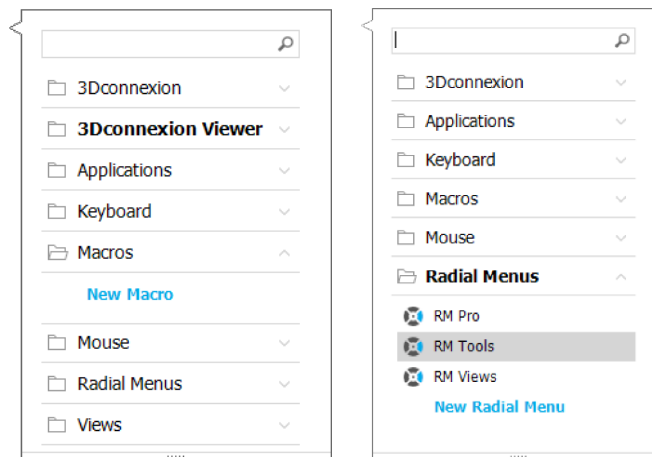 3Dconnexion
3Dconnexion Viewer
Applications
Keyboard
Macros
New Macro
Mouse
Radial Menus
Views
3Dconnexion
Applications
Keyboard
Macros
Mouse
Radial Menus
RM Pro
RM Tools
RM Views
New Radial Menu